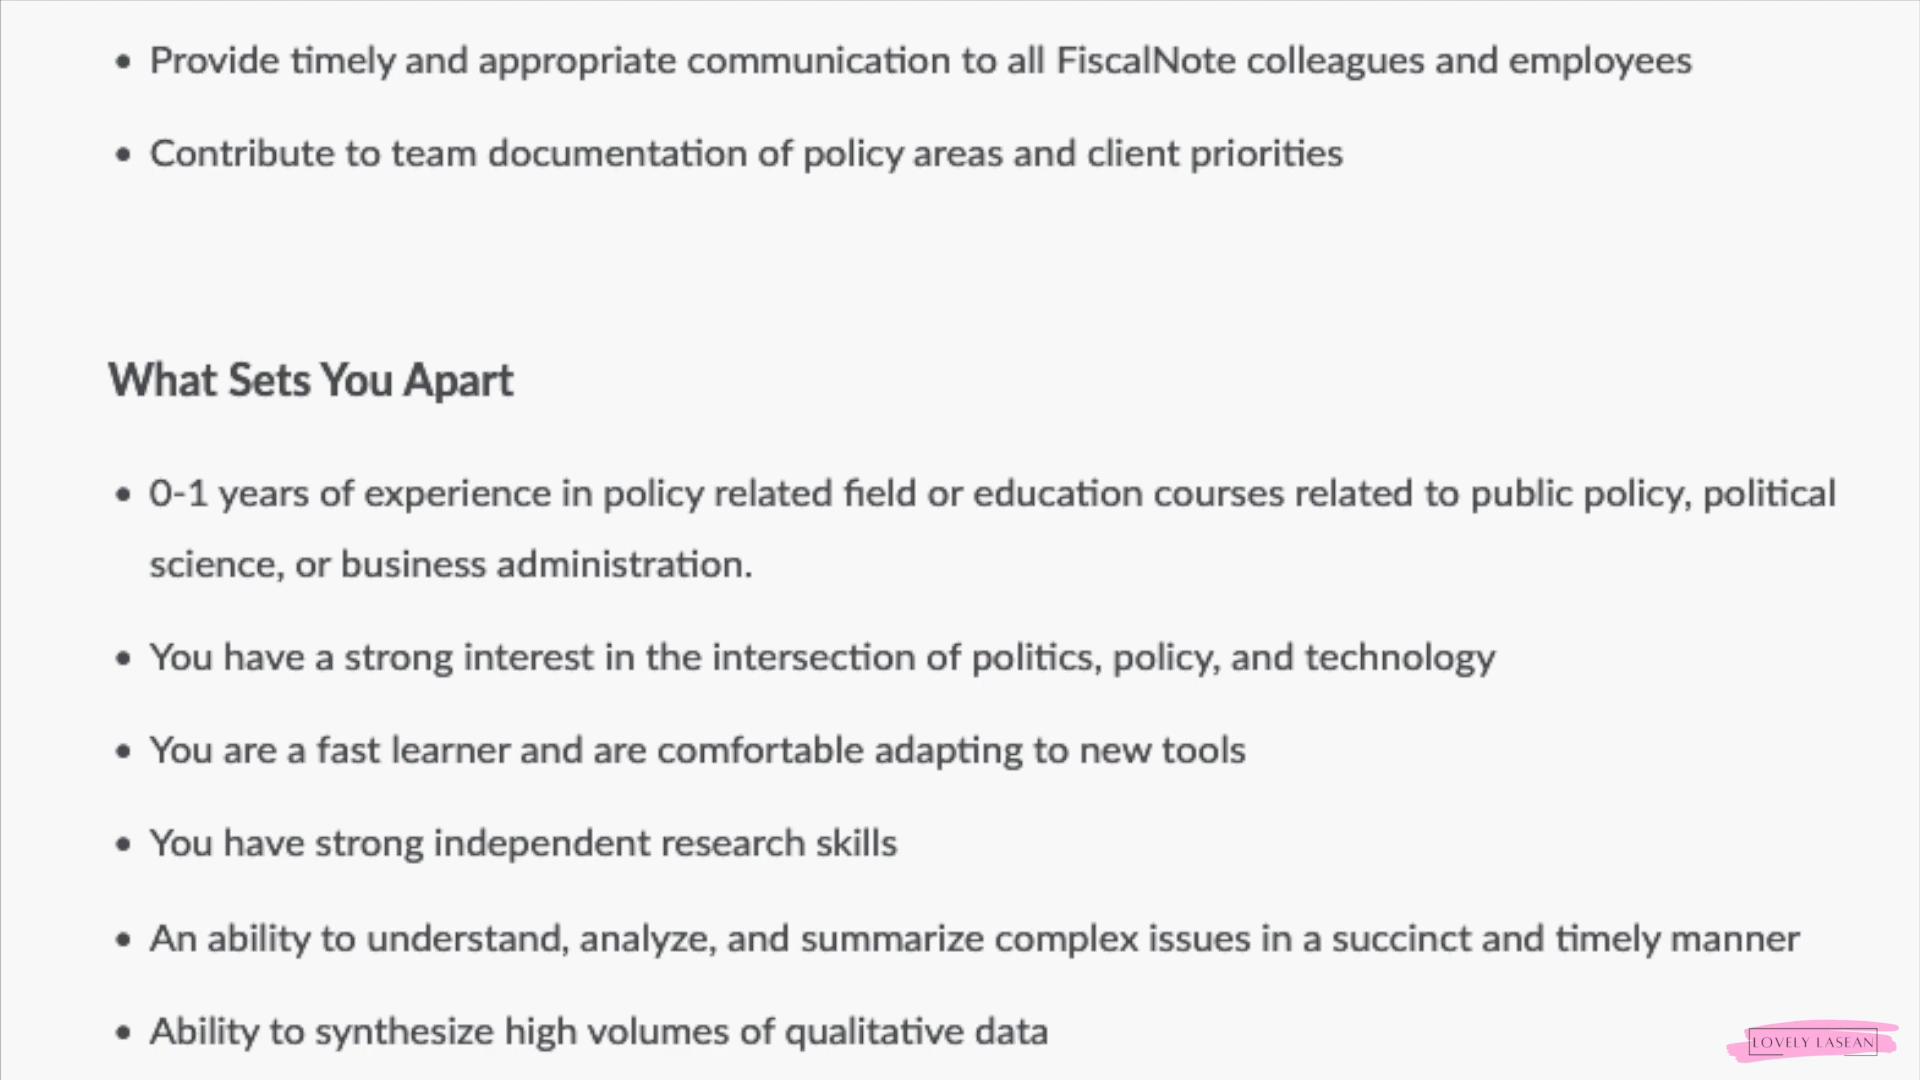 • Provide timely and appropriate communication to all FiscalNote colleagues and employees
• Contribute to team documentation of policy areas and client priorities
What Sets You Apart
• 0-1 years of experience in policy related field or education courses related to public policy, political
science, or business administration.
• You have a strong interest in the intersection of politics, policy, and technology
• You are a fast learner and are comfortable adapting to new tools
• You have strong independent research skills
• An ability to understand, analyze, and summarize complex issues in a succinct and timely manner
• Ability to synthesize high volumes of qualitative data
LOVELY LASEAN